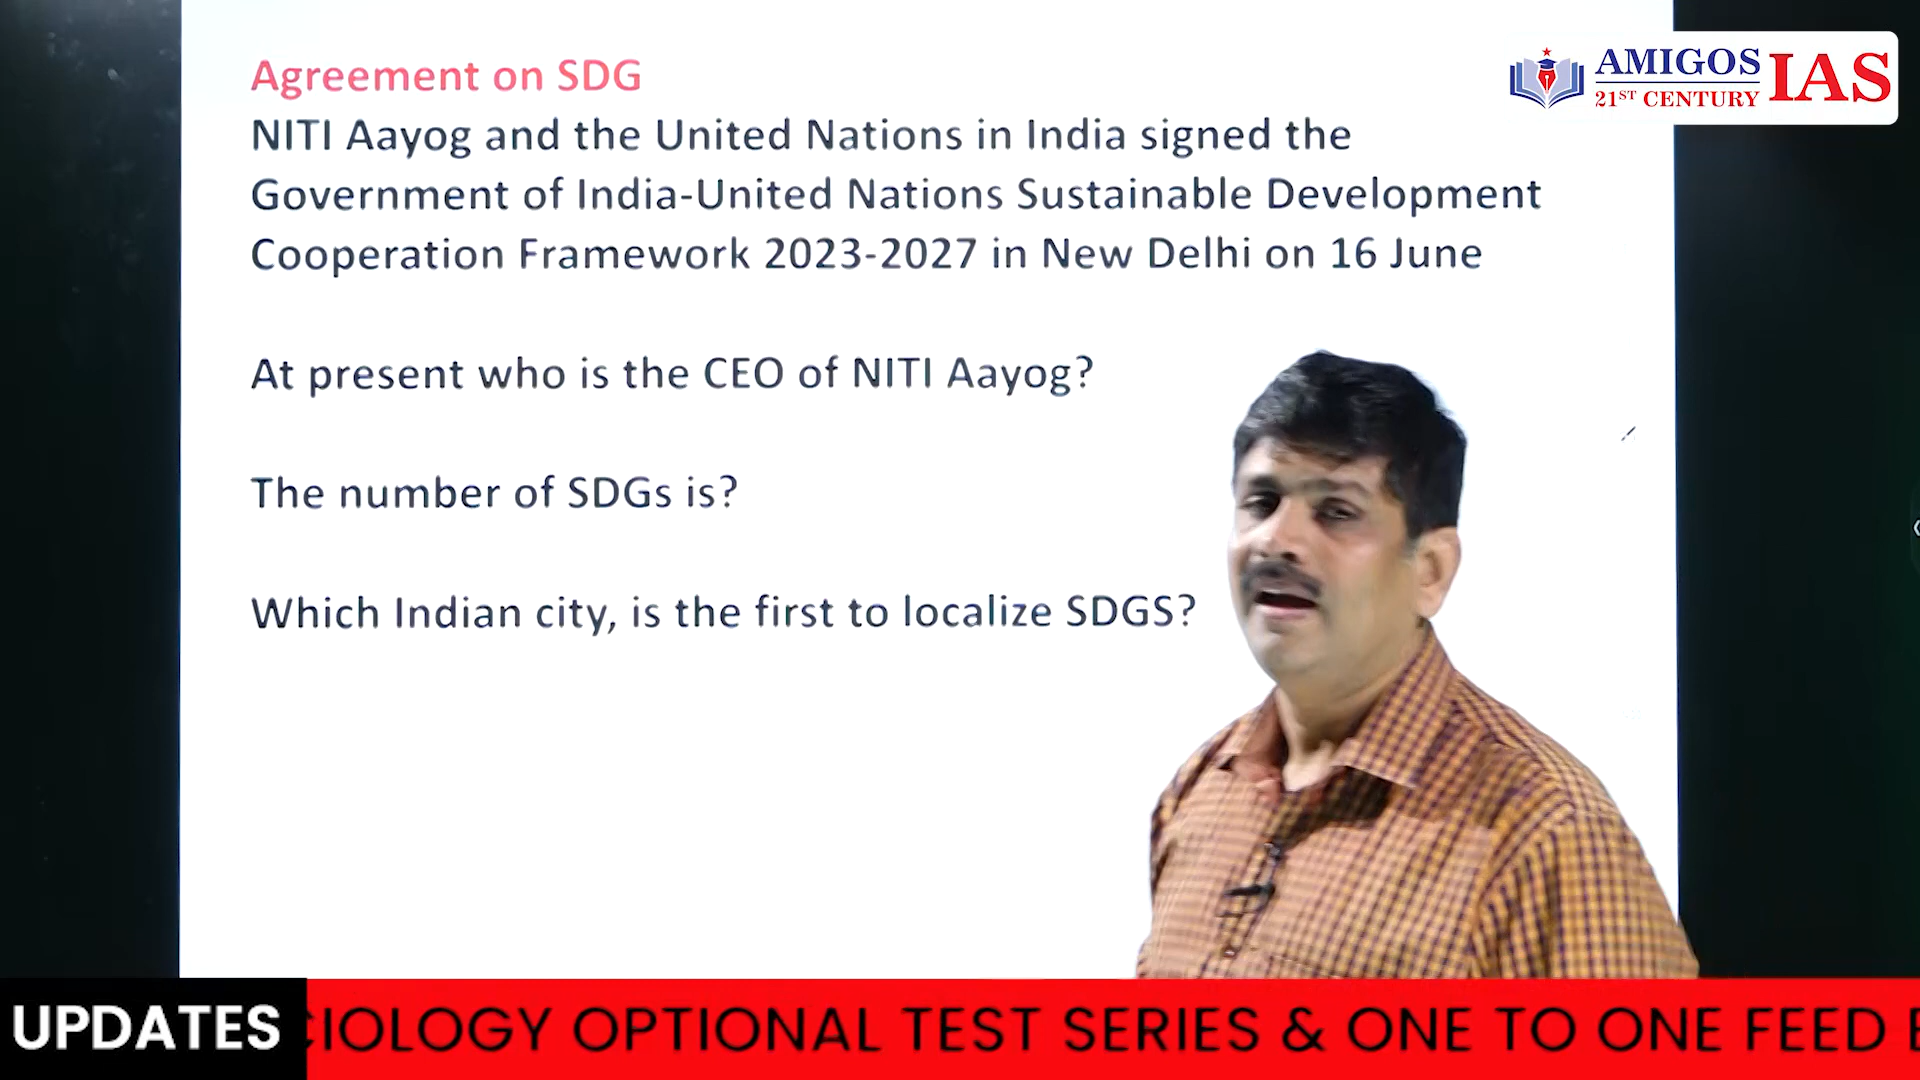 Agreement on SDG
NITI Aayog and the United Nations in India signed the
Government of India-United Nations Sustainable Development
Cooperation Framework 2023-2027 in New Delhi on 16 June
At present who is the CEO of NITI Aayog?
The number of SDGs is?
Which Indian city, is the first to localize SDGS?
AMIGOS
21ST CENTURY
IAS
UPDATES
CIOLOGY OPTIONAL TEST SERIES & ONE TO ONE FEED